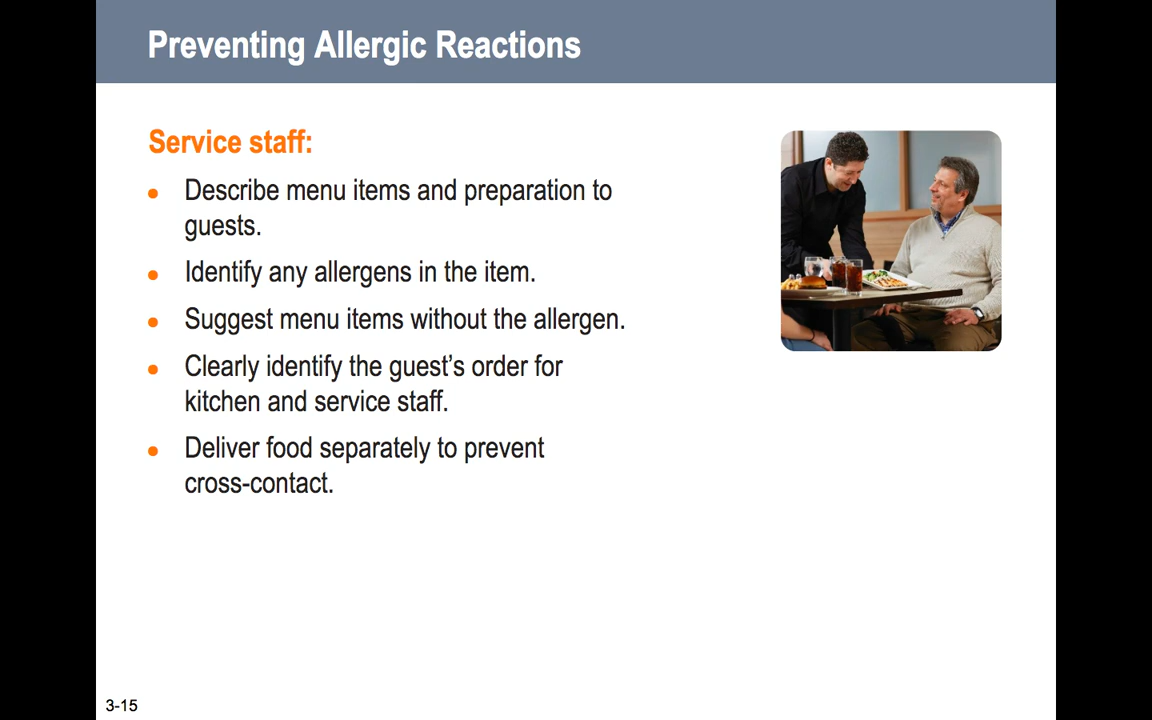 Preventing Allergic Reactions
Service staff:
Describe menu items and preparation to
guests.
Identify any allergens in the item.
Suggest menu items without the allergen.
Clearly identify the guest’s order for
kitchen and service staff.
Deliver food separately to prevent
cross-contact.
3-15